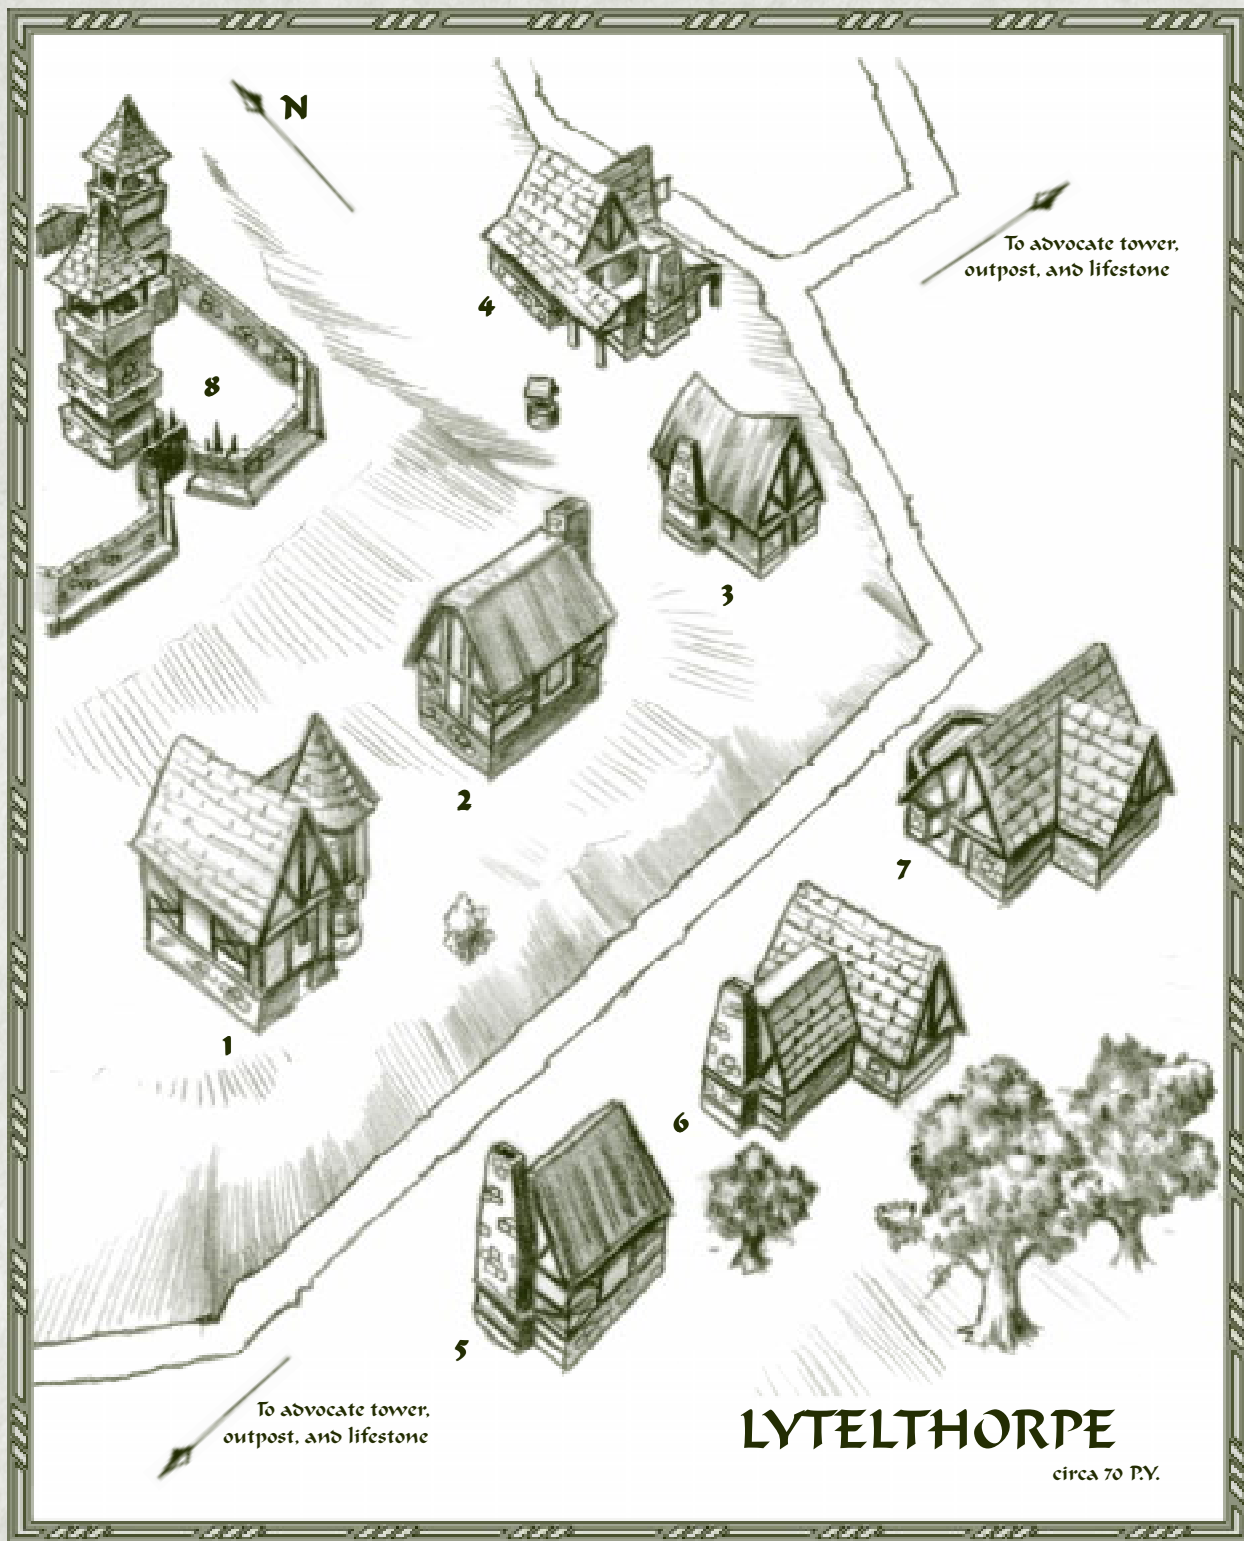 N
To advocate tower,
outpost, and lifestone
4
8
3
2
7
1
6
5
To advocate tower,
outpost, and lifestone
LYTELTHORPE
circa 70 P.Y.